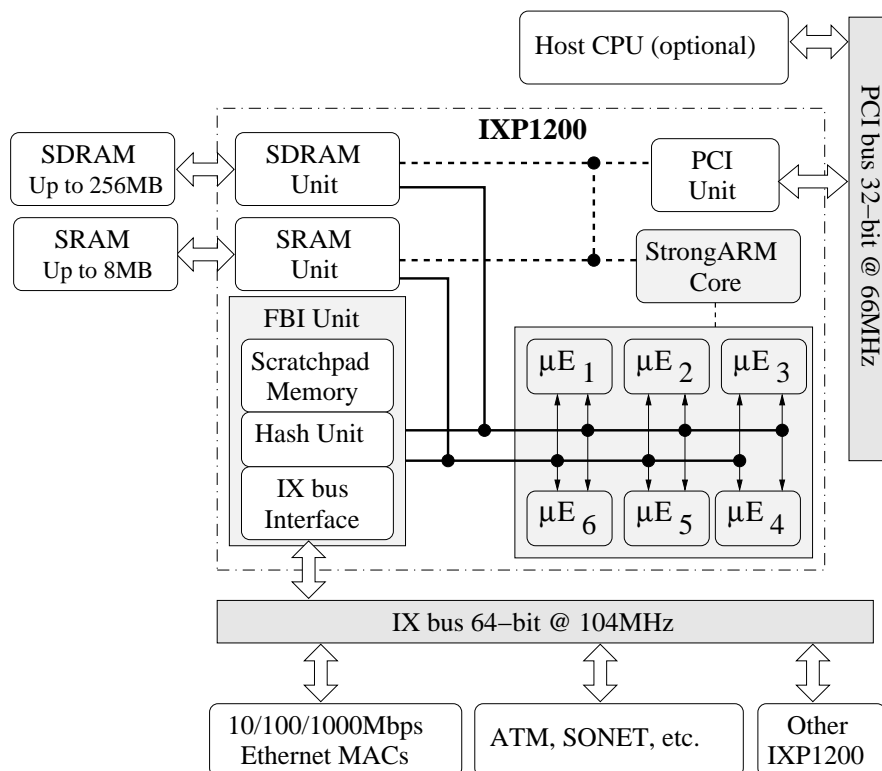 Host CPU (optional)
PCI bus 32−bit @ 66MHz
IXP1200
SDRAM
Up to 256MB
SDRAM
Unit
PCI
Unit
SRAM
Up to 8MB
SRAM
Unit
StrongARM
Core
FBI Unit
Scratchpad
Memory
Hash Unit
IX bus
Interface
μE 1
μE 2
μE 3
μE 6
μE 5
μE 4
IX bus 64−bit @ 104MHz
10/100/1000Mbps
Ethernet MACs
ATM, SONET, etc.
Other
IXP1200